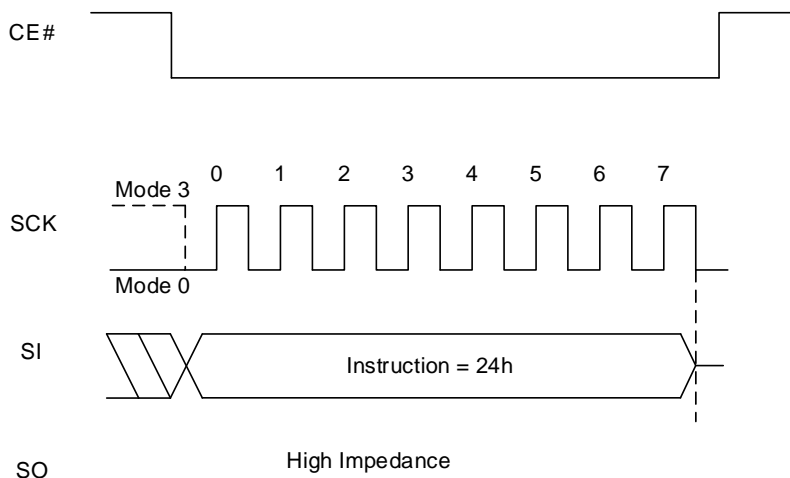 CE#
0 1 2 3 4 5 6 7
Mode 3
SCK
Mode 0
SI
Instruction = 24h
High Impedance
SO